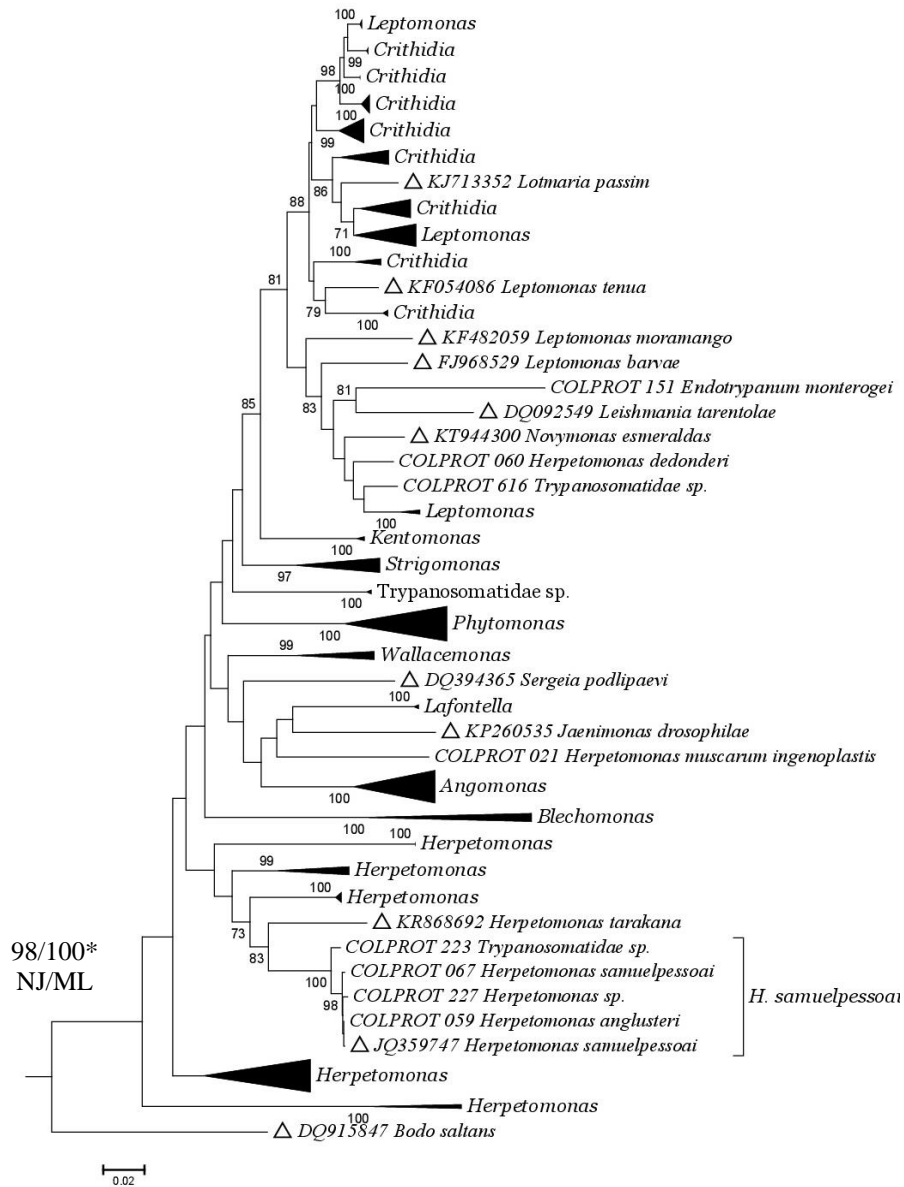 100
Leptomonas
Crithidia
99
98
Crithidia
100
Crithidia
100
Crithidia
99
Crithidia
86
KJ713352 Lotmaria passim
88
Crithidia
71
Leptomonas
100
Crithidia
81
KF054086 Leptomonas tenua
79
Crithidia
100
KF482059 Leptomonas moramango
FJ968529 Leptomonas barvae
83
81
COLPROT 151 Endotrypanum monterogei
85
DQ092549 Leishmania tarentolae
KT944300 Novymonas esmeraldas
COLPROT 060 Herpetomonas dedonderi
COLPROT 616 Trypanosomatidae sp.
Leptomonas
100
Kentomonas
100
Strigomonas
97
Trypanosomatidae sp.
100
Phytomonas
100
99
Wallacemonas
DQ394365 Sergeia podlipaevi
100
Lafontella
KP260535 Jaenimonas drosophilae
COLPROT 021 Herpetomonas muscarum ingenoplastis
Angomonas
100
Blechomonas
100
100
Herpetomonas
99
Herpetomonas
100
Herpetomonas
73
KR868692 Herpetomonas tarakana
83
98/100*
NJ/ML
COLPROT 223 Trypanosomatidae sp.
100
COLPROT 067 Herpetomonas samuelpessoai
98
COLPROT 227 Herpetomonas sp.
H. samuelpessoai
COLPROT 059 Herpetomonas anglusteri
JQ359747 Herpetomonas samuelpessoai
Herpetomonas
Herpetomonas
100
DQ915847 Bodo saltans
0.02